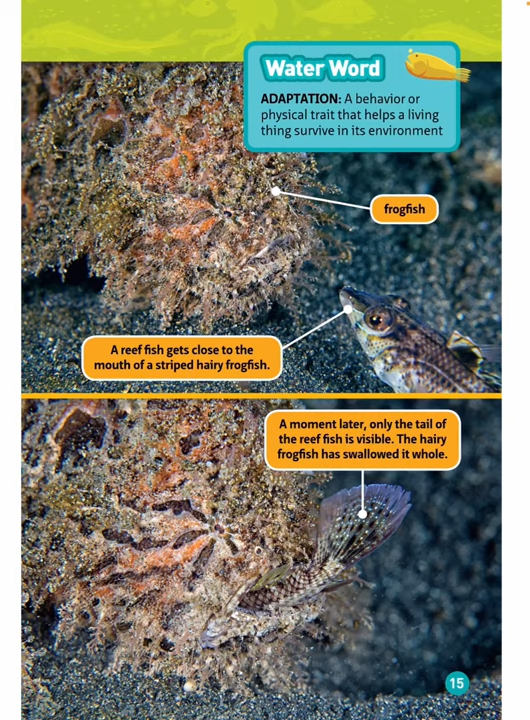 Water Word
ADAPTATION: A behavior or
physical trait that helps a living
thing survive in its environment
frogfish
A reef fish gets close to the
mouth of a striped hairy frogfish.
A moment later, only the tail of
the reef fish is visible. The hairy
frogfish has swallowed it whole.
15